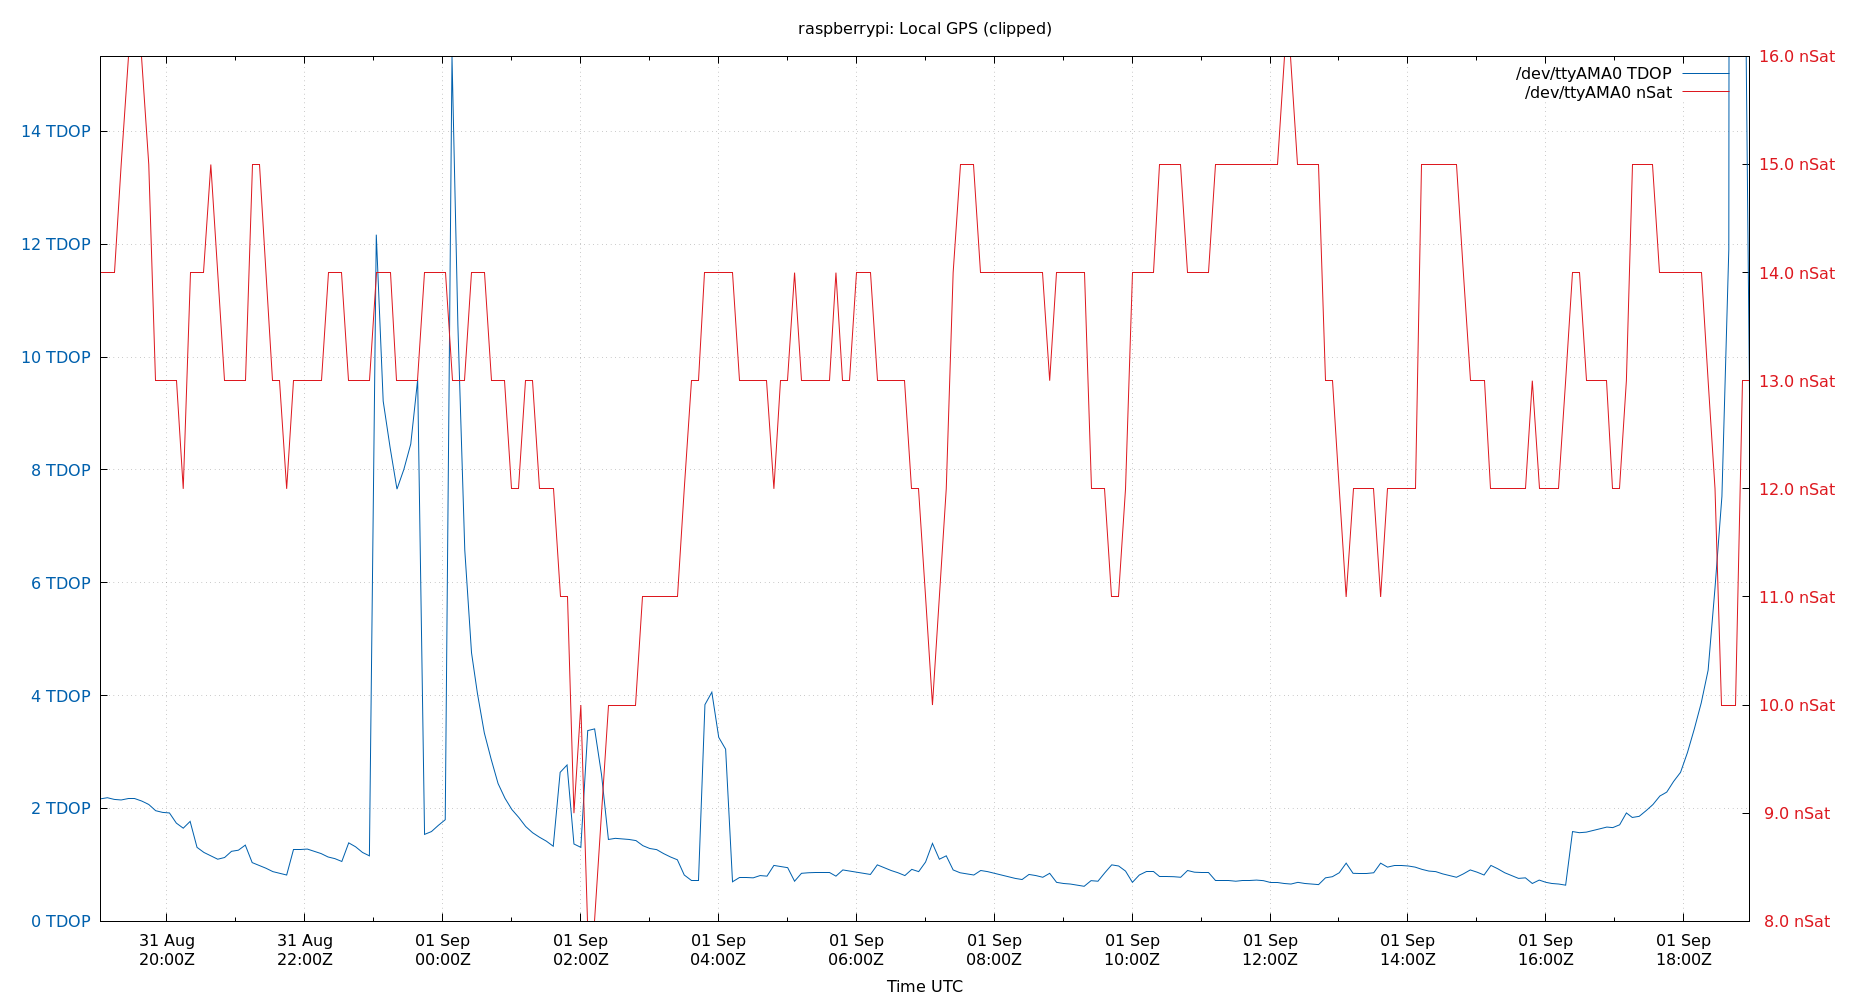 raspberrypi: Local GPS (clipped)
/dev/ttyAMA0 TDOP
/dev/ttyAMA0 nSat
14 TDOP
12 TDOP
10 TDOP
8 TDOP
6 TDOP
4 TDOP
2 TDOP
0 TDOP
16.0 nSat
15.0 nSat
14.0 nSat
13.0 nSat
12.0 nSat
11.0 nSat
10.0 nSat
9.0 nSat
8.0 nSat
31 Aug
20:00Z
31 Aug
22:00Z
01 Sep
00:00Z
01 Sep
02:00Z
01 Sep
04:00Z
01 Sep
06:00Z
01 Sep
08:00Z
01 Sep
10:00Z
01 Sep
12:00Z
01 Sep
14:00Z
01 Sep
16:00Z
01 Sep
18:00Z
Time UTC